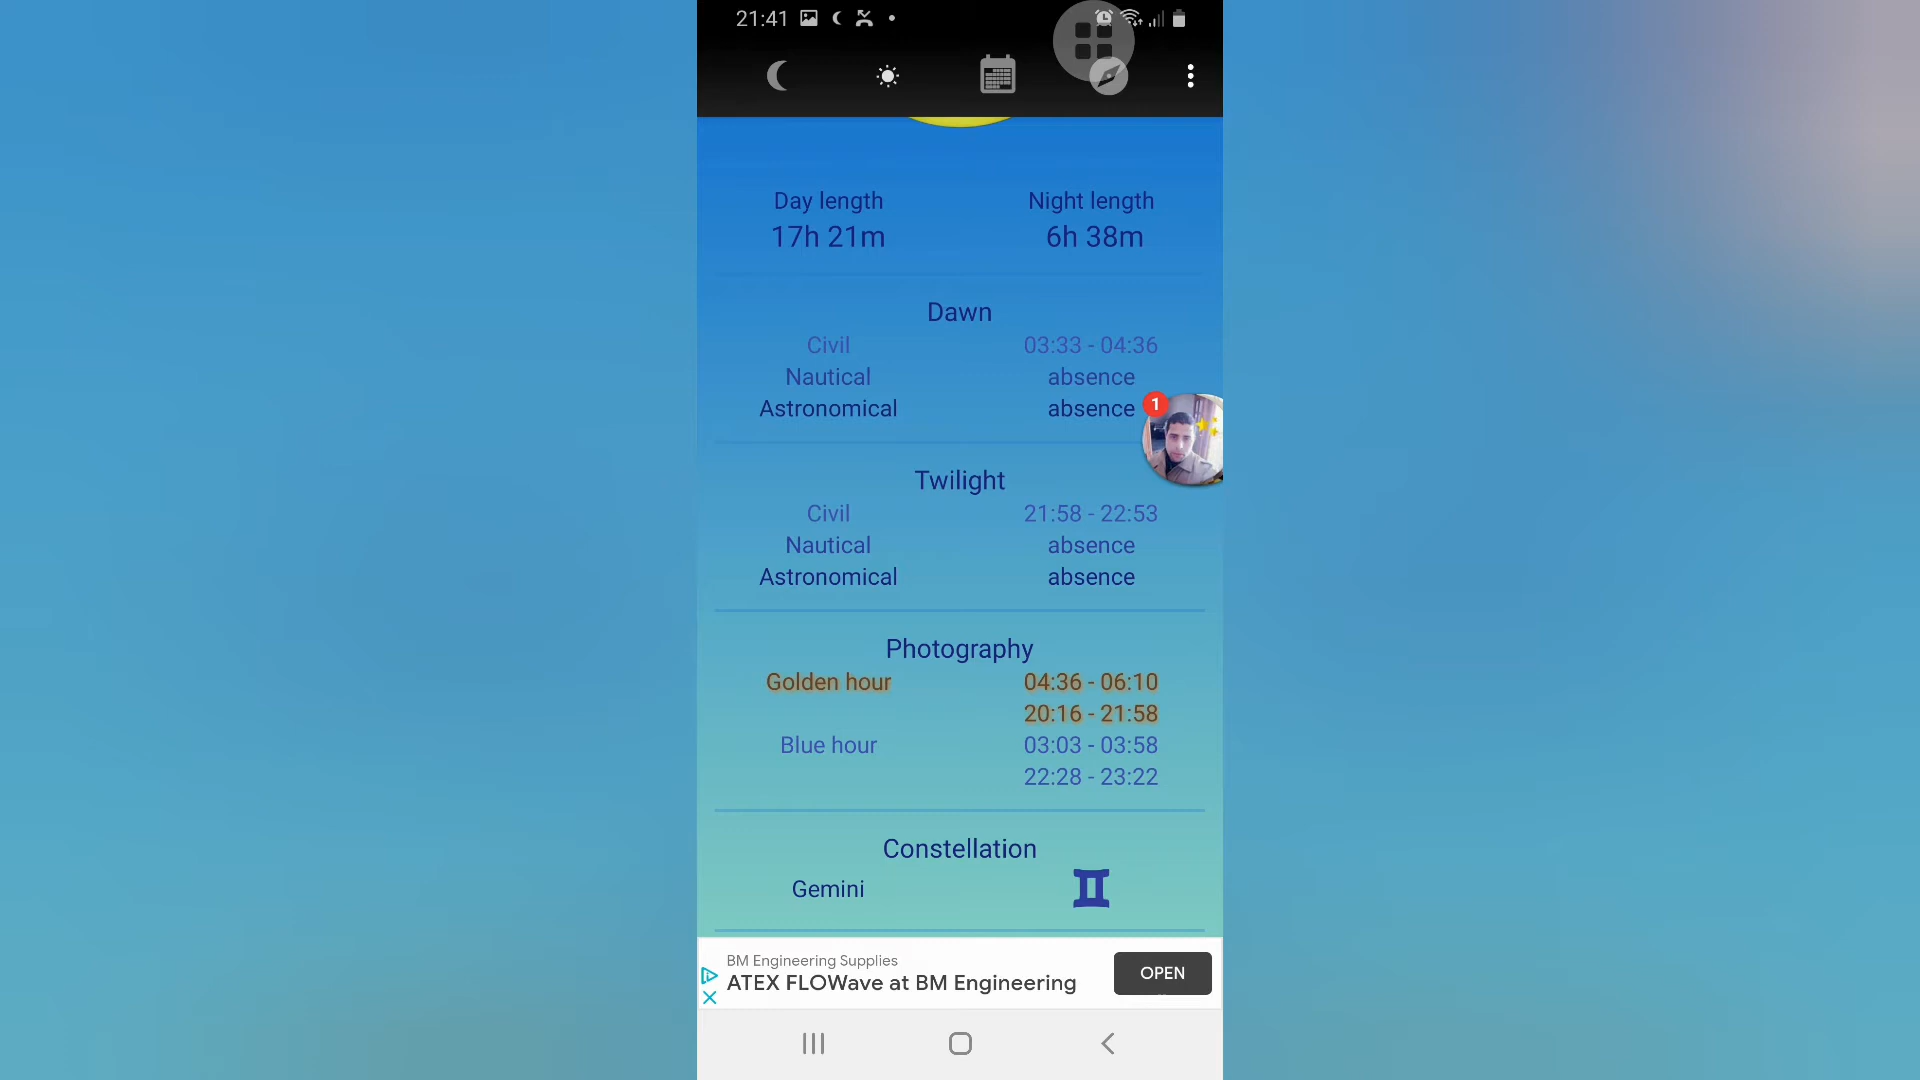 21:41
Day length Night length
17h 21m 6h 38m
Dawn
Civil 03:33 - 04:36
Nautical absence
Astronomical absence
1
Twilight
Civil 21:58 - 22:53
Nautical absence
Astronomical absence
Photography
Golden hour 04:36 - 06:10
20:16 - 21:58
Blue hour 03:03 - 03:58
22:28 - 23:22
Constellation
Gemini
BM Engineering Supplies
ATEX FLOWave at BM Engineering
OPEN